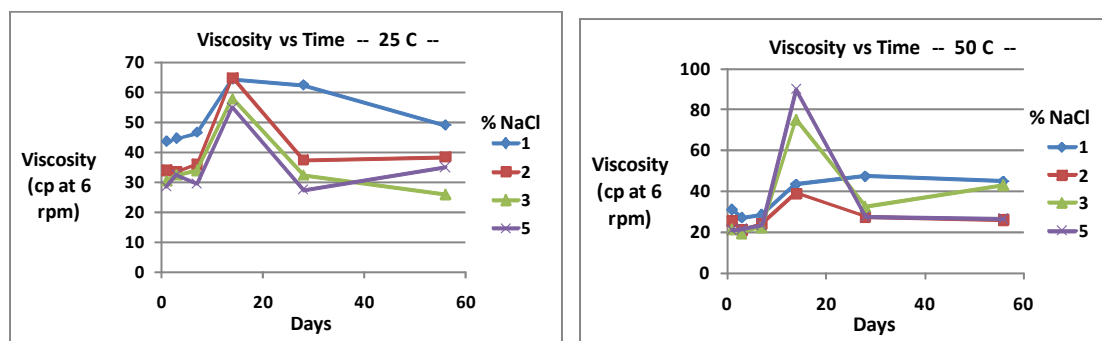 Viscosity vs Time -- 25 C --
70
60
50
40
30
20
10
0
Viscosity
(cp at 6
rpm)
0 20 40 60
Days
% NaCl
1
2
3
5
Viscosity vs Time -- 50 C --
100
80
60
40
20
0
Viscosity
(cp at 6
rpm)
0 20 40 60
Days
% NaCl
1
2
3
5